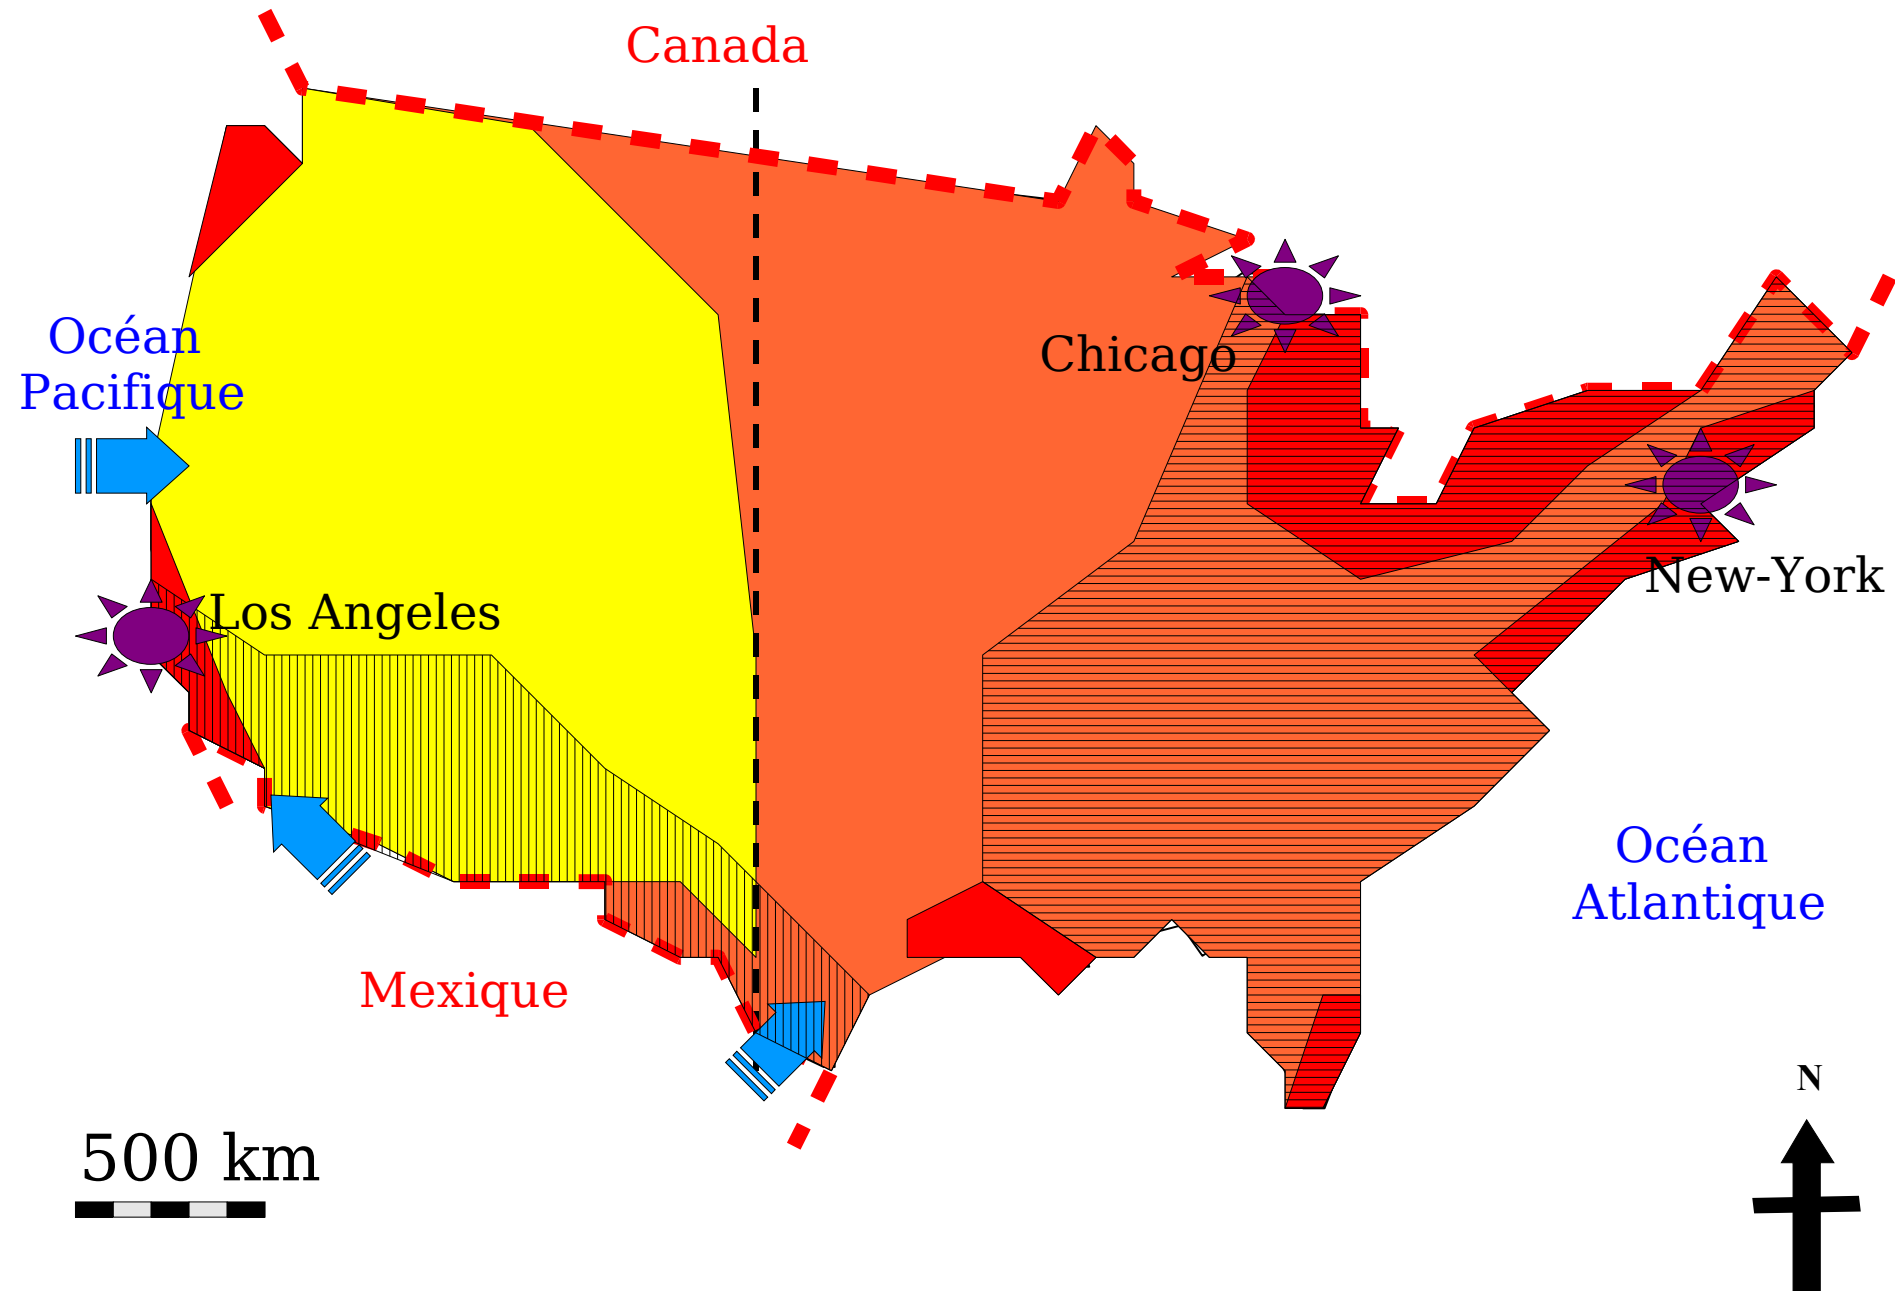 Canada
Océan
Pacifique
Chicago
New-York
Los Angeles
Océan
Atlantique
Mexique
N
500 km